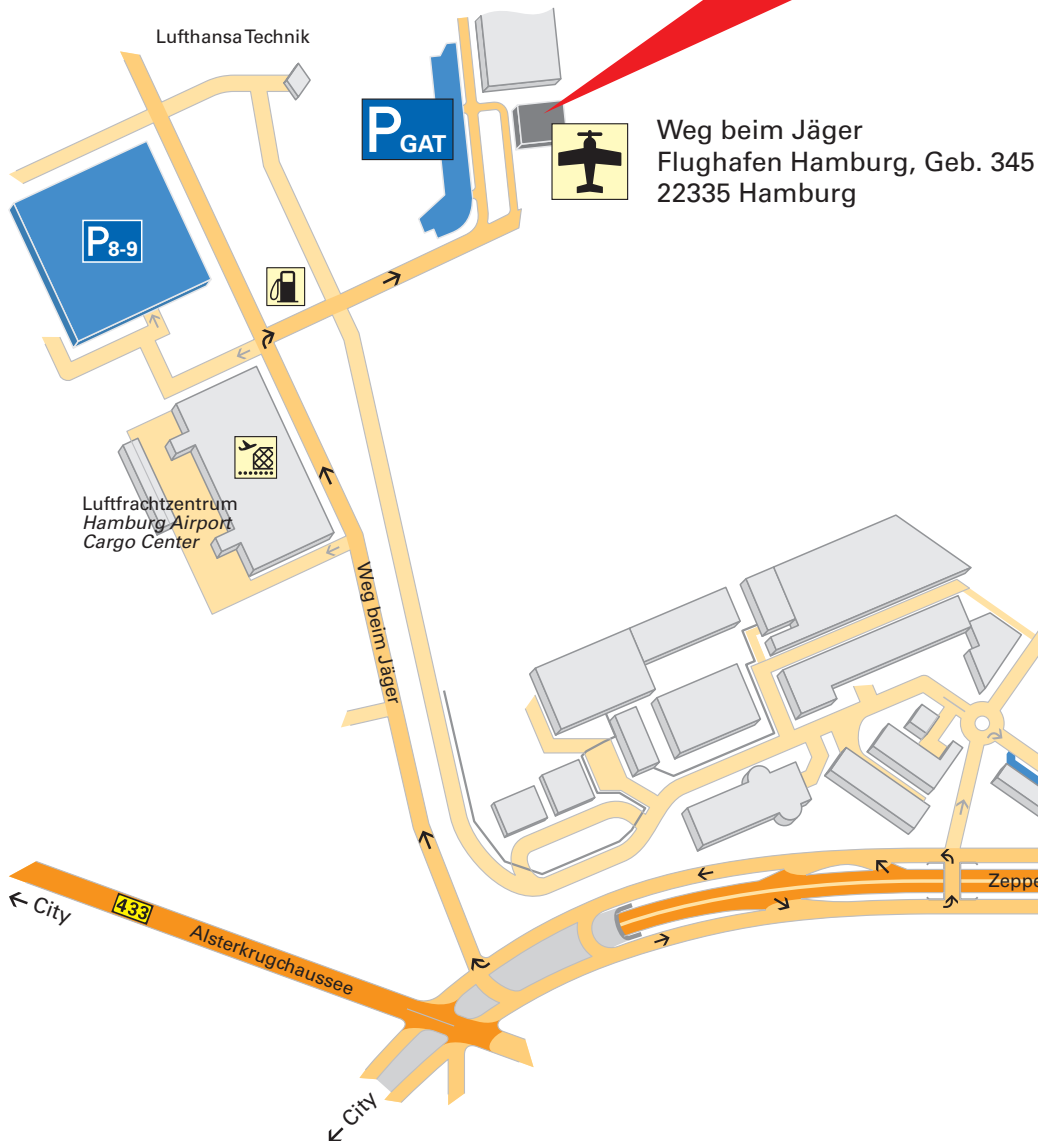 Lufthansa Technik
P GAT
Weg beim Jäger
Flughafen Hamburg, Geb. 345
22335 Hamburg
P8-9
Luftfrachtzentrum
Hamburg Airport
Cargo Center
Weg beim Jäger
← City
433
Alsterkrugchaussee
Zeppe
← City